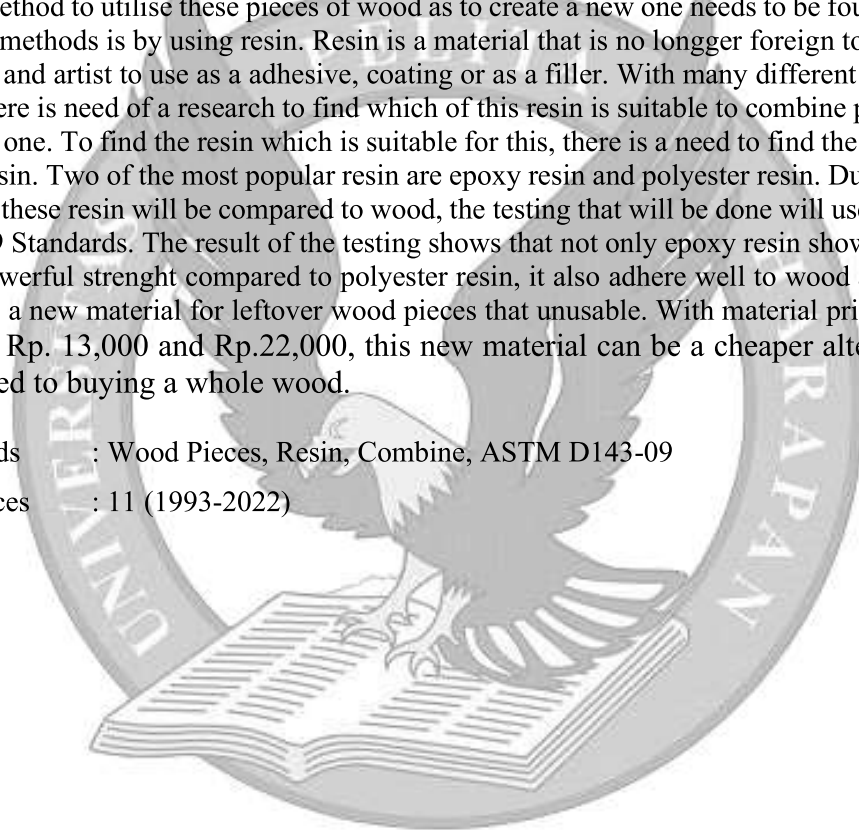 ethod to utilise these pieces of wood as to create a new one needs to be fou
methods is by using resin. Resin is a material that is no longger foreign to
and artist to use as a adhesive, coating or as a filler. With many different
ere is need of a research to find which of this resin is suitable to combine p
one. To find the resin which is suitable for this, there is a need to find the
sin. Two of the most popular resin are epoxy resin and polyester resin. Du
these resin will be compared to wood, the testing that will be done will use
9 Standards. The result of the testing shows that not only epoxy resin show
werful strenght compared to polyester resin, it also adhere well to wood
a new material for leftover wood pieces that unusable. With material pri
Rp. 13,000 and Rp.22,000, this new material can be a cheaper alte
ed to buying a whole wood.
ds : Wood Pieces, Resin, Combine, ASTM D143-09
ces : 11 (1993-2022)
UNIVERSITAS PELITA HARAPAN